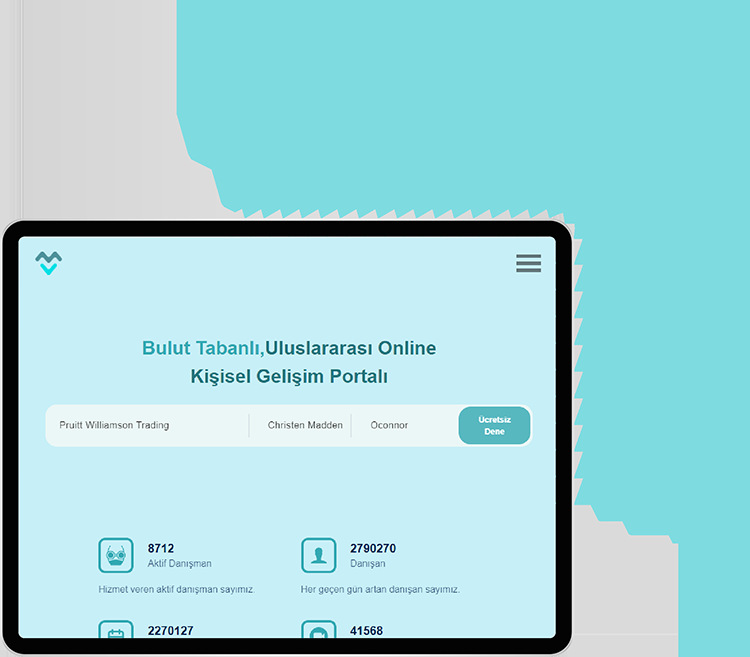 Bulut Tabanlı,Uluslararası Online
Kişisel Gelişim Portalı
Pruitt Williamson Trading
Christen Madden
Oconnor
Ücretsiz
Dene
8712
Aktif Danışman
Hizmet veren aktif danışman sayımız.
2790270
Danışan
Her geçen gün artan danışan sayımız.
2270127
41568